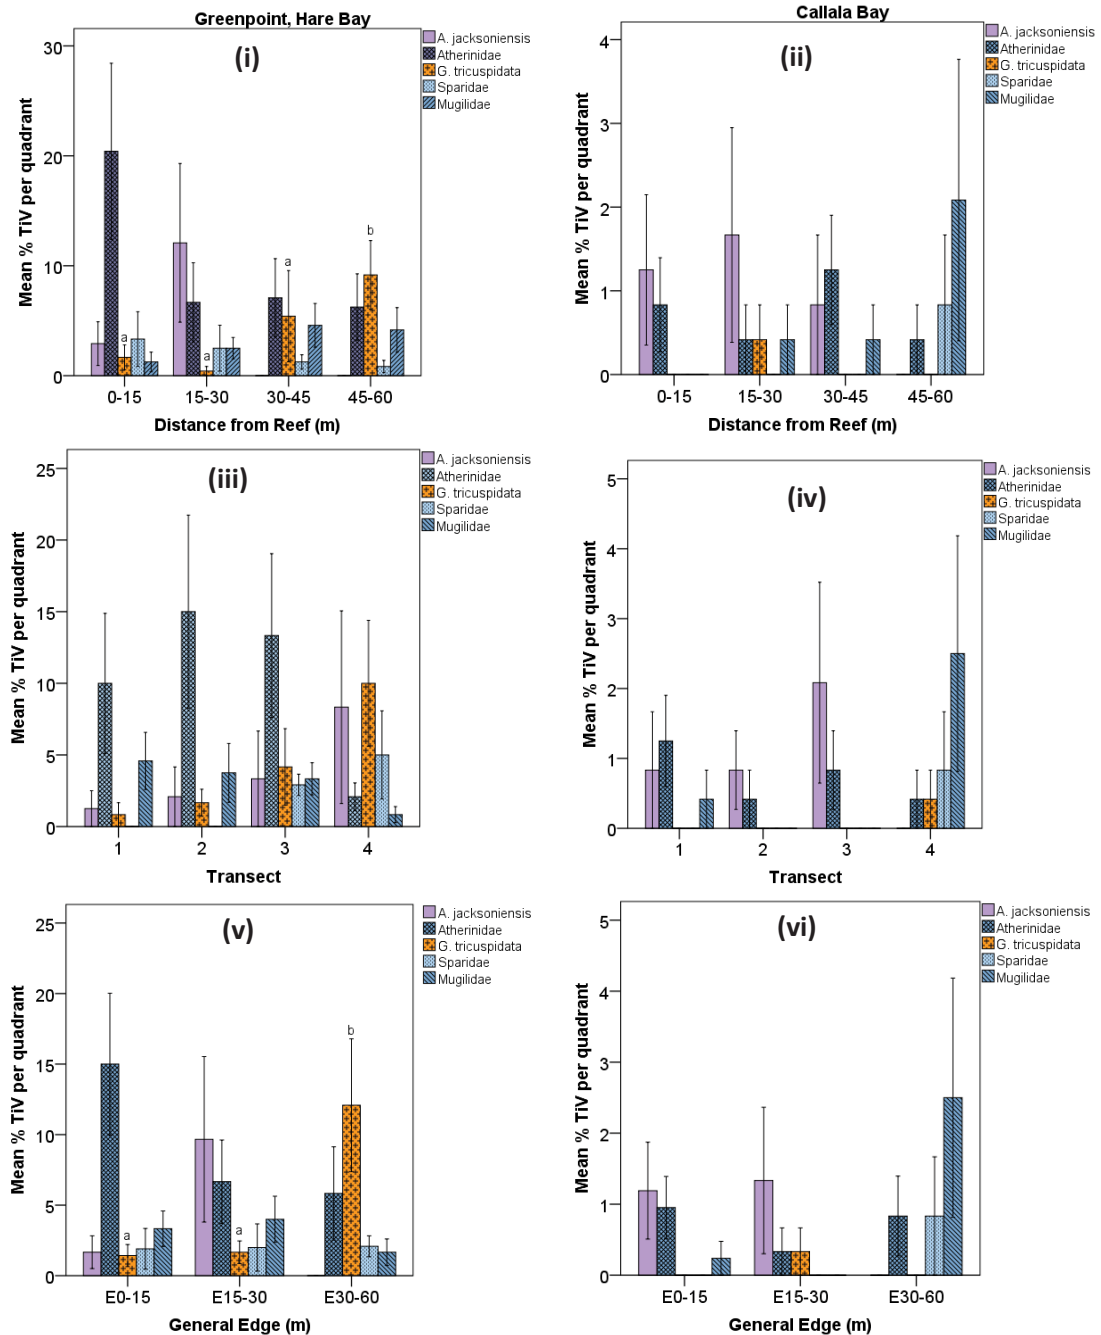 Greenpoint, Hare Bay
(i)
A. jacksoniensis
Atherinidae
G. tricuspidata
Sparidae
Mugilidae
30
20
10
0
Mean % TiV per quadrant
a
a
a
b
0-15
15-30
30-45
45-60
Distance from Reef (m)
Callala Bay
(ii)
A. jacksoniensis
Atherinidae
G. tricuspidata
Sparidae
Mugilidae
4
3
2
1
0
Mean % TiV per quadrant
0-15
15-30
30-45
45-60
Distance from Reef (m)
(iii)
A. jacksoniensis
Atherinidae
G. tricuspidata
Sparidae
Mugilidae
25
20
15
10
5
0
Mean % TiV per quadrant
1
2
3
4
Transect
(iv)
A. jacksoniensis
Atherinidae
G. tricuspidata
Sparidae
Mugilidae
5
4
3
2
1
0
Mean % TiV per quadrant
1
2
3
4
Transect
(v)
A. jacksoniensis
Atherinidae
G. tricuspidata
Sparidae
Mugilidae
25
20
15
10
5
0
Mean % TiV per quadrant
a
a
b
E0-15
E15-30
E30-60
General Edge (m)
(vi)
A. jacksoniensis
Atherinidae
G. tricuspidata
Sparidae
Mugilidae
5
4
3
2
1
0
Mean % TiV per quadrant
E0-15
E15-30
E30-60
General Edge (m)